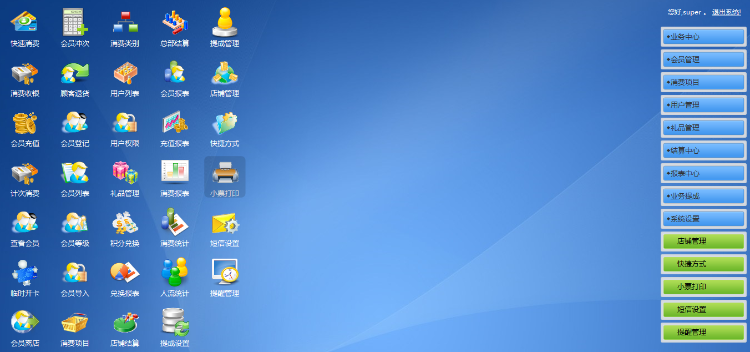 快速消费 会员冲次 消费类别 总部结算 提成管理
消费收银 顾客退货 用户列表 会员报表 店铺管理
会员充值 会员登记 用户权限 充值报表 快捷方式
计次消费 会员列表 礼品管理 消费报表 小票打印
查看会员 会员等级 积分兑换 消费统计 短信设置
临时开卡 会员导入 兑换报表 人流统计 提醒管理
会员离店 消费项目 店铺结算 提成设置
您好,super 。 退出系统!
•业务中心
•会员管理
•消费项目
•用户管理
•礼品管理
•结算中心
•报表中心
•业务提成
•系统设置
店铺管理
快捷方式
小票打印
短信设置
提醒管理